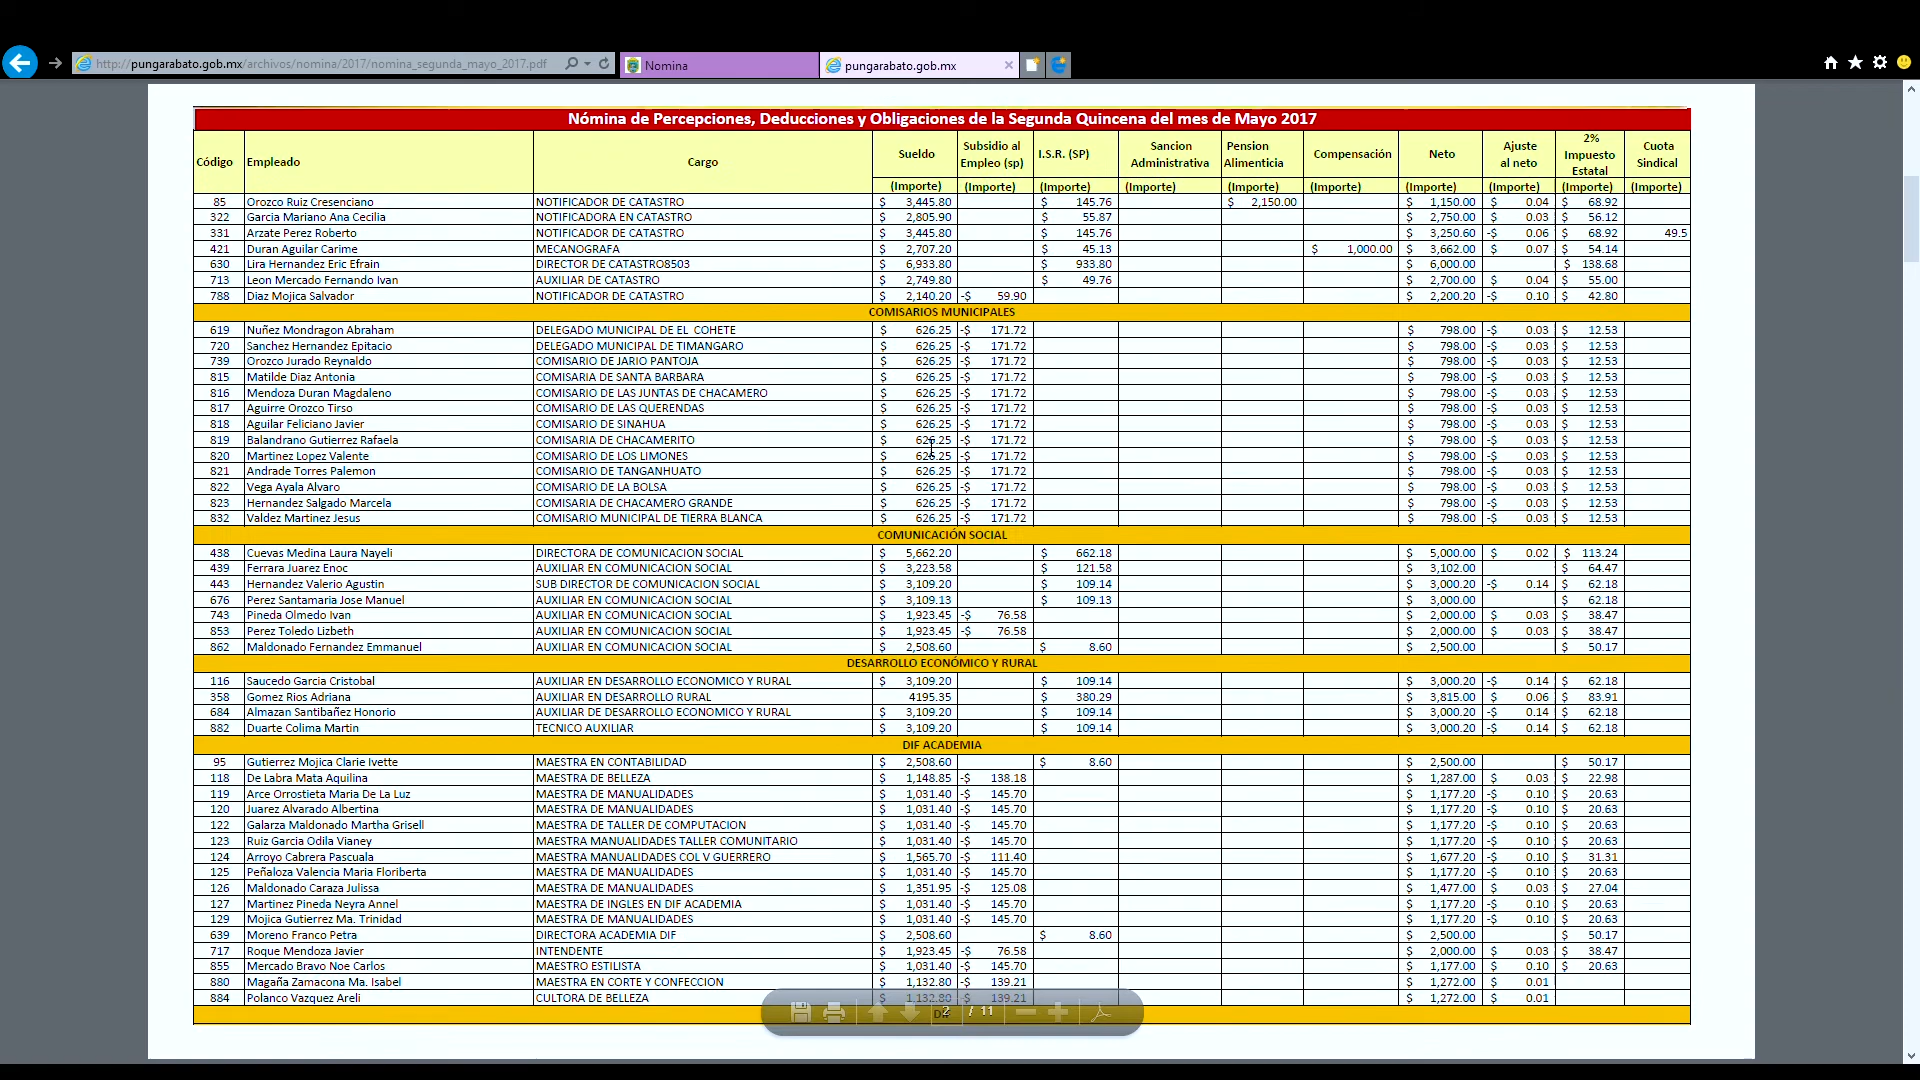 http://pungarabato.gob.mx/archivos/nomina/2017/nomina_segunda_mayo_2017.pdf Nomina pungarabato.gob.mx
Nómina de Percepciones, Deducciones y Obligaciones de la Segunda Quincena del mes de Mayo 2017
Código Empleado Cargo Sueldo Subsidio al Empleo (sp) I.S.R. (SP) Sancion Administrativa Pension Alimenticia Compensación Neto Ajuste al neto 2% Impuesto Estatal Cuota Sindical
(Importe) (Importe) (Importe) (Importe) (Importe) (Importe) (Importe) (Importe) (Importe) (Importe)
85 Orozco Ruiz Cresenciano NOTIFICADOR DE CATASTRO $ 3,445.80 $ 145.76 $ 2,150.00 $ 1,150.00 $ 0.04 $ 68.92
322 Garcia Mariano Ana Cecilia NOTIFICADORA EN CATASTRO $ 2,805.90 $ 55.87 $ 2,750.00 $ 0.03 $ 56.12
331 Arzate Perez Roberto NOTIFICADOR DE CATASTRO $ 3,445.80 $ 145.76 $ 3,250.60 -$ 0.06 $ 68.92 49.5
421 Duran Aguilar Carime MECANOGRAFA $ 2,707.20 $ 45.13 $ 1,000.00 $ 3,662.00 $ 0.07 $ 54.14
630 Lira Hernandez Eric Efrain DIRECTOR DE CATASTRO8503 $ 6,933.80 $ 933.80 $ 6,000.00 $ 138.68
713 Leon Mercado Fernando Ivan AUXILIAR DE CATASTRO $ 2,749.80 $ 49.76 $ 2,700.00 $ 0.04 $ 55.00
788 Diaz Mojica Salvador NOTIFICADOR DE CATASTRO $ 2,140.20 -$ 59.90 $ 2,200.20 -$ 0.10 $ 42.80
COMISARIOS MUNICIPALES
619 Nuñez Mondragon Abraham DELEGADO MUNICIPAL DE EL COHETE $ 626.25 -$ 171.72 $ 798.00 -$ 0.03 $ 12.53
720 Sanchez Hernandez Epitacio DELEGADO MUNICIPAL DE TIMANGARO $ 626.25 -$ 171.72 $ 798.00 -$ 0.03 $ 12.53
739 Orozco Jurado Reynaldo COMISARIO DE JARIO PANTOJA $ 626.25 -$ 171.72 $ 798.00 -$ 0.03 $ 12.53
815 Matilde Diaz Antonia COMISARIA DE SANTA BARBARA $ 626.25 -$ 171.72 $ 798.00 -$ 0.03 $ 12.53
816 Mendoza Duran Magdaleno COMISARIO DE LAS JUNTAS DE CHACAMERO $ 626.25 -$ 171.72 $ 798.00 -$ 0.03 $ 12.53
817 Aguirre Orozco Tirso COMISARIO DE LAS QUERENDAS $ 626.25 -$ 171.72 $ 798.00 -$ 0.03 $ 12.53
818 Aguilar Feliciano Javier COMISARIO DE SINAHUA $ 626.25 -$ 171.72 $ 798.00 -$ 0.03 $ 12.53
819 Balandrano Gutierrez Rafaela COMISARIA DE CHACAMERITO $ 626.25 -$ 171.72 $ 798.00 -$ 0.03 $ 12.53
820 Martinez Lopez Valente COMISARIO DE LOS LIMONES $ 626.25 -$ 171.72 $ 798.00 -$ 0.03 $ 12.53
821 Andrade Torres Palemon COMISARIO DE TANGANHUATO $ 626.25 -$ 171.72 $ 798.00 -$ 0.03 $ 12.53
822 Vega Ayala Alvaro COMISARIO DE LA BOLSA $ 626.25 -$ 171.72 $ 798.00 -$ 0.03 $ 12.53
823 Hernandez Salgado Marcela COMISARIA DE CHACAMERO GRANDE $ 626.25 -$ 171.72 $ 798.00 -$ 0.03 $ 12.53
832 Valdez Martinez Jesus COMISARIO MUNICIPAL DE TIERRA BLANCA $ 626.25 -$ 171.72 $ 798.00 -$ 0.03 $ 12.53
COMUNICACIÓN SOCIAL
438 Cuevas Medina Laura Nayeli DIRECTORA DE COMUNICACION SOCIAL $ 5,662.20 $ 662.18 $ 5,000.00 $ 0.02 $ 113.24
439 Ferrara Juarez Enoc AUXILIAR EN COMUNICACION SOCIAL $ 3,223.58 $ 121.58 $ 3,102.00 $ 64.47
443 Hernandez Valerio Agustin SUB DIRECTOR DE COMUNICACION SOCIAL $ 3,109.20 $ 109.14 $ 3,000.20 -$ 0.14 $ 62.18
676 Perez Santamaria Jose Manuel AUXILIAR EN COMUNICACION SOCIAL $ 3,109.13 $ 109.13 $ 3,000.00 $ 62.18
743 Pineda Olmedo Ivan AUXILIAR EN COMUNICACION SOCIAL $ 1,923.45 -$ 76.58 $ 2,000.00 $ 0.03 $ 38.47
853 Perez Toledo Lizbeth AUXILIAR EN COMUNICACION SOCIAL $ 1,923.45 -$ 76.58 $ 2,000.00 $ 0.03 $ 38.47
862 Maldonado Fernandez Emmanuel AUXILIAR EN COMUNICACION SOCIAL $ 2,508.60 $ 8.60 $ 2,500.00 $ 50.17
DESARROLLO ECONÓMICO Y RURAL
116 Saucedo Garcia Cristobal AUXILIAR EN DESARROLLO ECONOMICO Y RURAL $ 3,109.20 $ 109.14 $ 3,000.20 -$ 0.14 $ 62.18
358 Gomez Rios Adriana AUXILIAR EN DESARROLLO RURAL 4195.35 $ 380.29 $ 3,815.00 $ 0.06 $ 83.91
684 Almazan Santibañez Honorio AUXILIAR DE DESARROLLO ECONOMICO Y RURAL $ 3,109.20 $ 109.14 $ 3,000.20 -$ 0.14 $ 62.18
882 Duarte Colima Martin TECNICO AUXILIAR $ 3,109.20 $ 109.14 $ 3,000.20 -$ 0.14 $ 62.18
DIF ACADEMIA
95 Gutierrez Mojica Clarie Ivette MAESTRA EN CONTABILIDAD $ 2,508.60 $ 8.60 $ 2,500.00 $ 50.17
118 De Labra Mata Aquilina MAESTRA DE BELLEZA $ 1,148.85 -$ 138.18 $ 1,287.00 $ 0.03 $ 22.98
119 Arce Orrostieta Maria De La Luz MAESTRA DE MANUALIDADES $ 1,031.40 -$ 145.70 $ 1,177.20 -$ 0.10 $ 20.63
120 Juarez Alvarado Albertina MAESTRA DE MANUALIDADES $ 1,031.40 -$ 145.70 $ 1,177.20 -$ 0.10 $ 20.63
122 Galarza Maldonado Martha Grisell MAESTRA DE TALLER DE COMPUTACION $ 1,031.40 -$ 145.70 $ 1,177.20 -$ 0.10 $ 20.63
123 Ruiz Garcia Odila Vianey MAESTRA MANUALIDADES TALLER COMUNITARIO $ 1,031.40 -$ 145.70 $ 1,177.20 -$ 0.10 $ 20.63
124 Arroyo Cabrera Pascuala MAESTRA MANUALIDADES COL V GUERRERO $ 1,565.70 -$ 111.40 $ 1,677.20 -$ 0.10 $ 31.31
125 Peñaloza Valencia Maria Floriberta MAESTRA DE MANUALIDADES $ 1,031.40 -$ 145.70 $ 1,177.20 -$ 0.10 $ 20.63
126 Maldonado Caraza Julissa MAESTRA DE MANUALIDADES $ 1,351.95 -$ 125.08 $ 1,477.00 $ 0.03 $ 27.04
127 Martinez Pineda Neyra Annel MAESTRA DE INGLES EN DIF ACADEMIA $ 1,031.40 -$ 145.70 $ 1,177.20 -$ 0.10 $ 20.63
129 Mojica Gutierrez Ma. Trinidad MAESTRA DE MANUALIDADES $ 1,031.40 -$ 145.70 $ 1,177.20 -$ 0.10 $ 20.63
639 Moreno Franco Petra DIRECTORA ACADEMIA DIF $ 2,508.60 $ 8.60 $ 2,500.00 $ 50.17
717 Roque Mendoza Javier INTENDENTE $ 1,923.45 -$ 76.58 $ 2,000.00 $ 0.03 $ 38.47
855 Mercado Bravo Noe Carlos MAESTRO ESTILISTA $ 1,031.40 -$ 145.70 $ 1,177.00 $ 0.10 $ 20.63
880 Magaña Zamacona Ma. Isabel MAESTRA EN CORTE Y CONFECCION $ 1,132.80 -$ 139.21 $ 1,272.00 $ 0.01
884 Polanco Vazquez Areli CULTORA DE BELLEZA $ 1,132.80 -$ 139.21 $ 1,272.00 $ 0.01
2 / 11